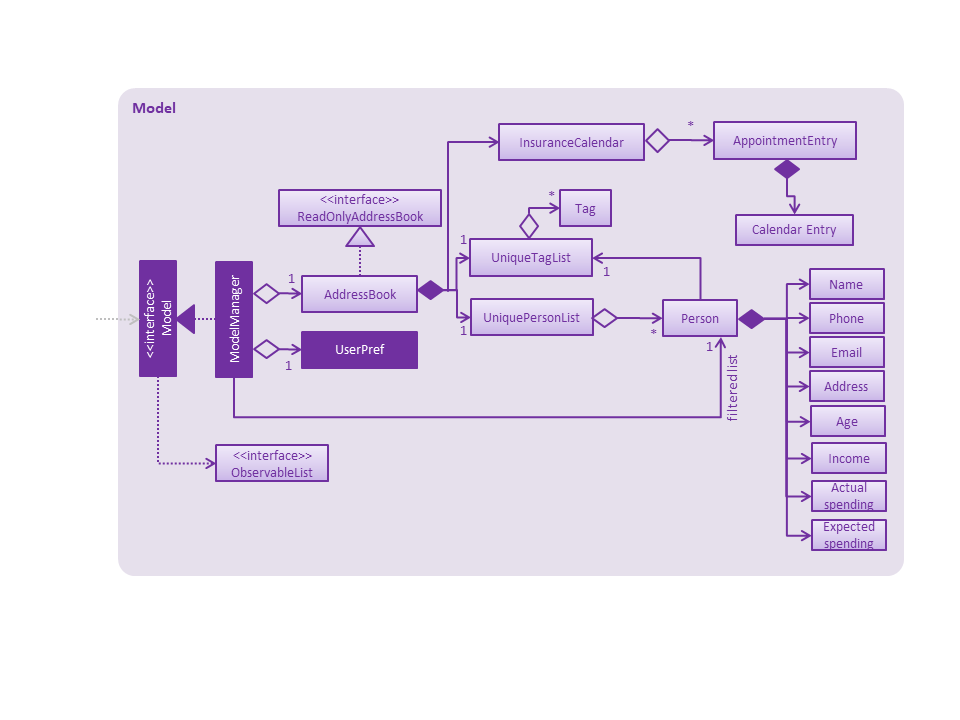 Model
InsuranceCalendar
*
AppointmentEntry
<<interface>>
ReadOnlyAddressBook
*
Tag
Calendar Entry
1
UniqueTagList
1
<<interface>>
Model
ModelManager
1
AddressBook
Name
UniquePersonList
1
Person
*
1
Phone
UserPref
1
filtered list
Email
Address
Age
<<interface>>
ObservableList
Income
Actual
spending
Expected
spending